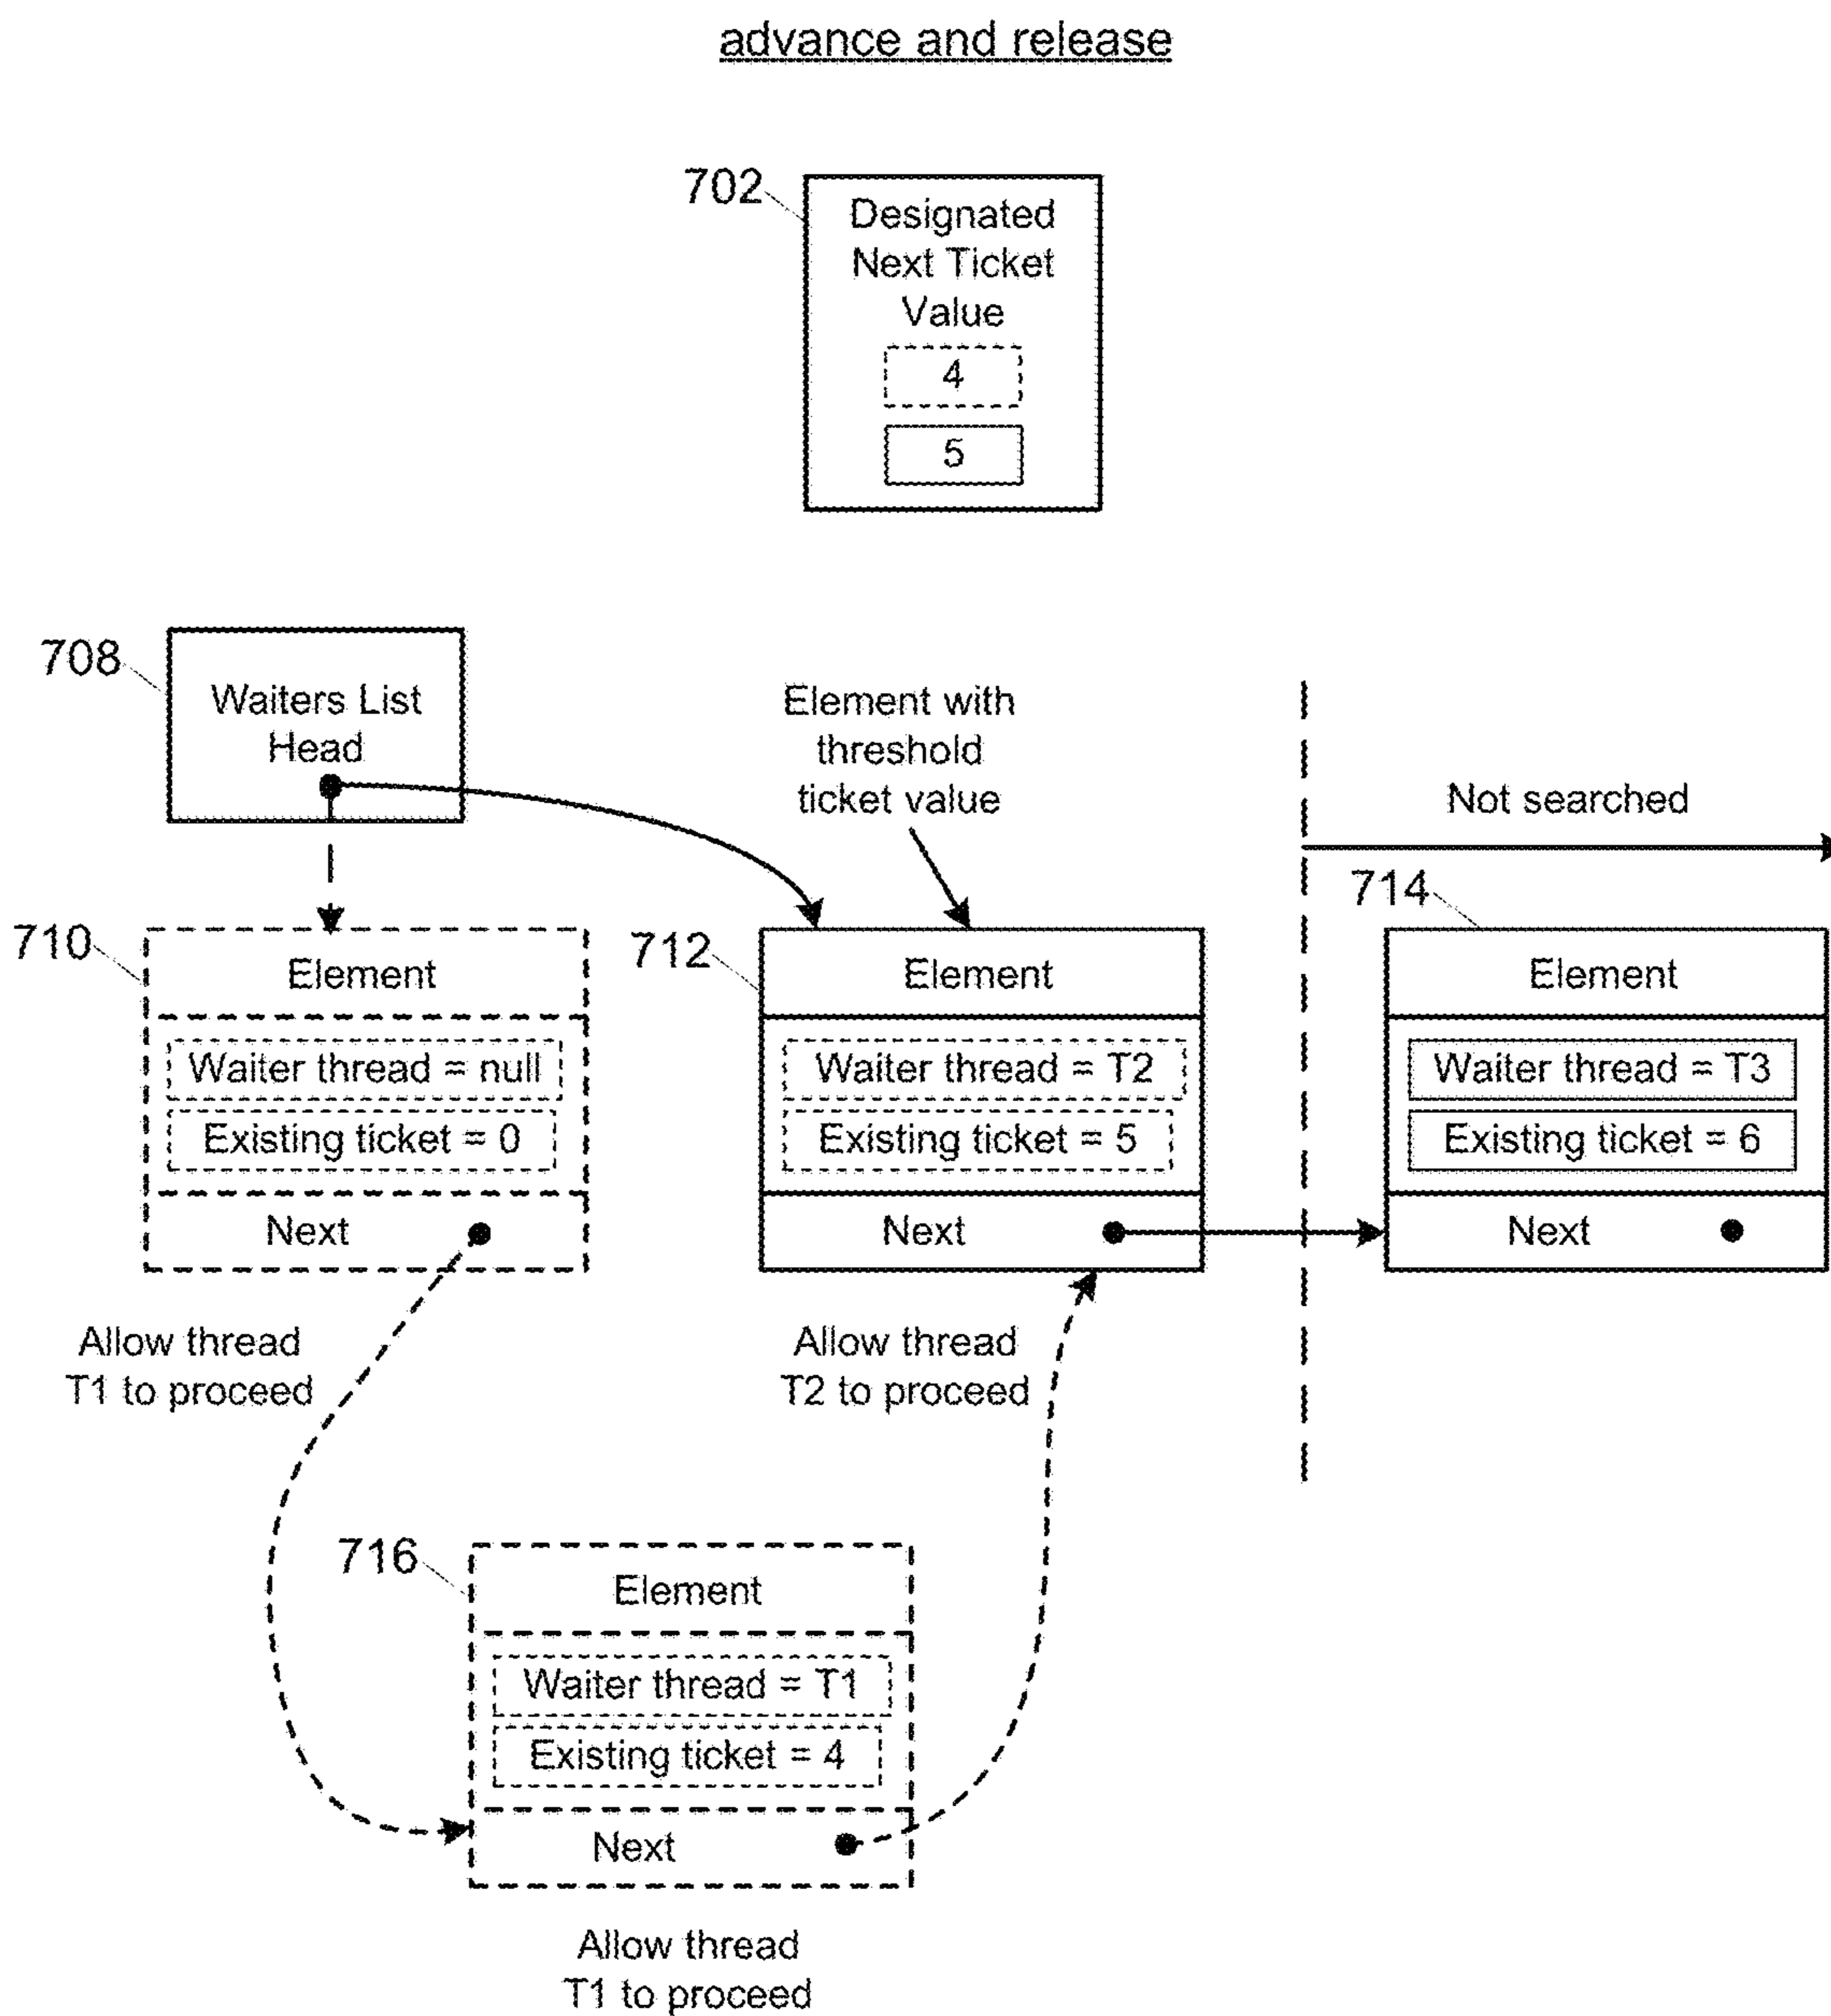 advance and release
702
Designated
Next Ticket
Value
4
5
708
Waiters List
Head
Element with
threshold
ticket value
Not searched
710
Element
Waiter thread = null
Existing ticket = 0
Next
712
Element
Waiter thread = T2
Existing ticket = 5
Next
714
Element
Waiter thread = T3
Existing ticket = 6
Next
Allow thread
T1 to proceed
Allow thread
T2 to proceed
716
Element
Waiter thread = T1
Existing ticket = 4
Next
Allow thread
T1 to proceed